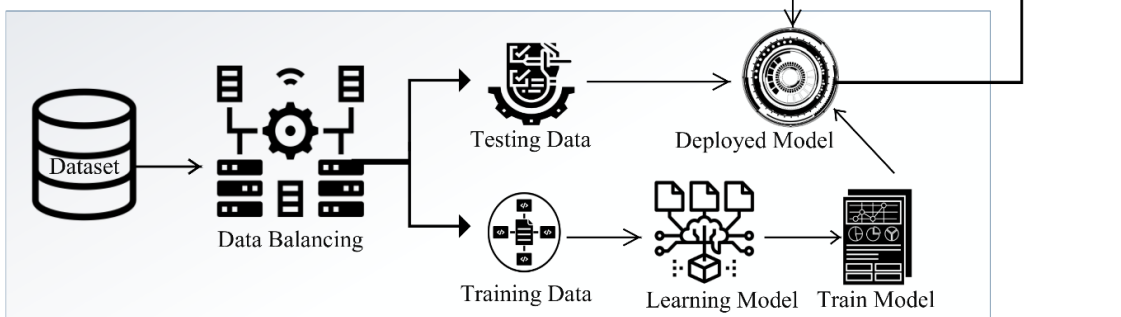 Dataset
Data Balancing
Testing Data
Deployed Model
Training Data
Learning Model
Train Model